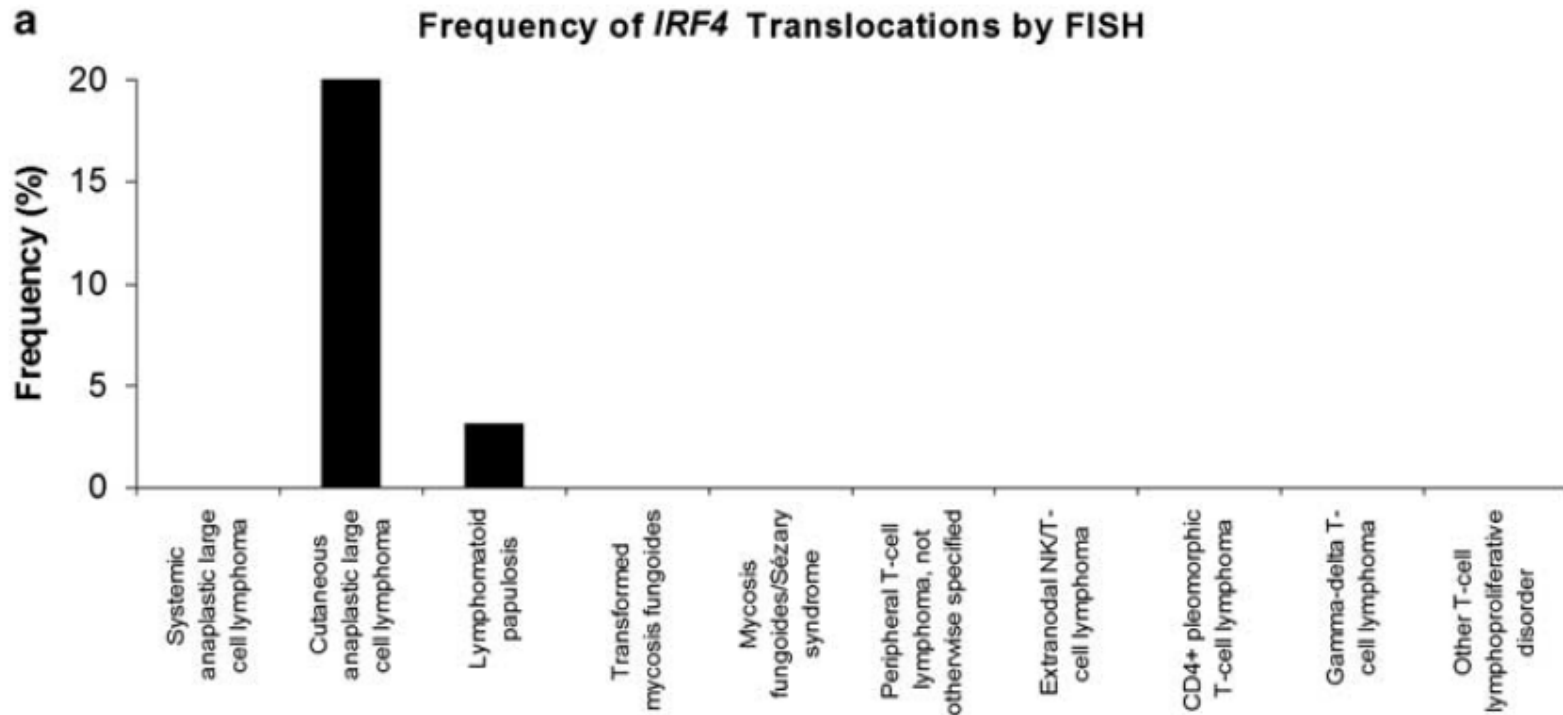 a
Frequency of IRF4 Translocations by FISH
Frequency (%)
20
15
10
5
0
Systemic
anaplastic large
cell lymphoma
Cutaneous
anaplastic large
cell lymphoma
Lymphomatoid
papulosis
Transformed
mycosis fungoides
Mycosis
fungoides/Sézary
syndrome
Peripheral T-cell
lymphoma, not
otherwise specified
Extranodal NK/T-
cell lymphoma
CD4+ pleomorphic
T-cell lymphoma
Gamma-delta T-
cell lymphoma
Other T-cell
lymphoproliferative
disorder